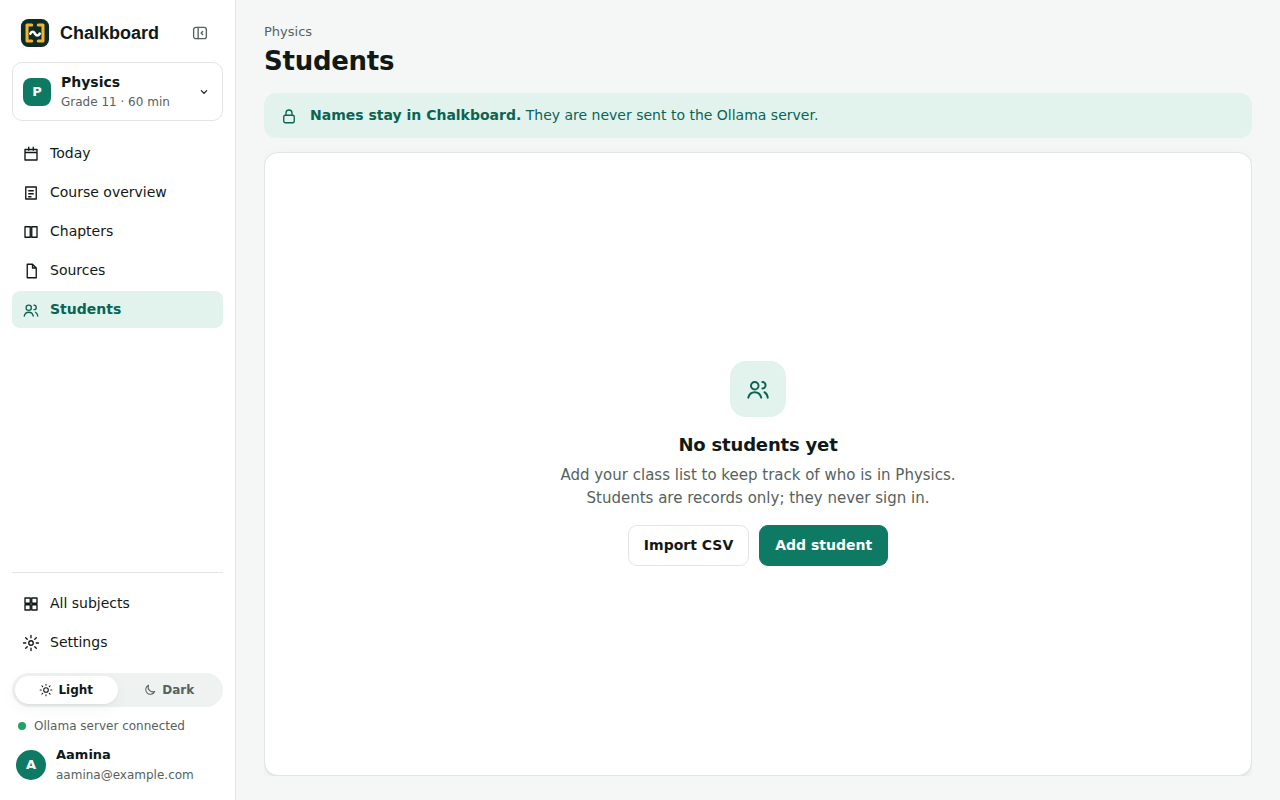 Chalkboard
P
Physics
Grade 11 · 60 min
Today
Course overview
Chapters
Sources
Students
All subjects
Settings
Light
Dark
Ollama server connected
A
Aamina
aamina@example.com
Physics
Students
Names stay in Chalkboard. They are never sent to the Ollama server.
No students yet
Add your class list to keep track of who is in Physics.
Students are records only; they never sign in.
Import CSV
Add student